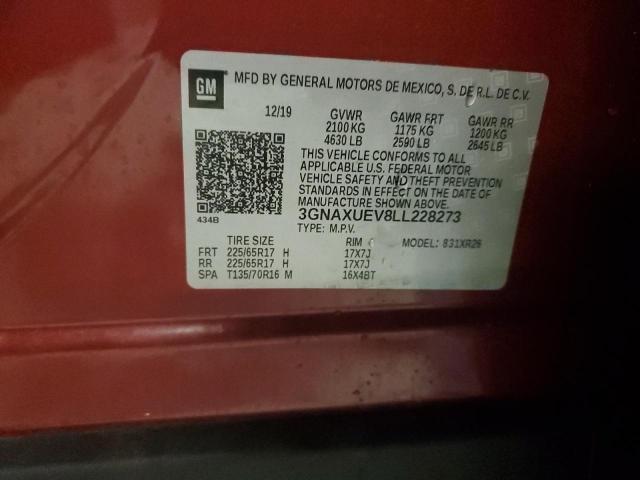 GM MFD BY GENERAL MOTORS DE MEXICO, S. DE R.L. DE C.V.
12/19 GVWR GAWR FRT GAWR RR
2100 KG 1175 KG 1200 KG
4630 LB 2590 LB 2645 LB
THIS VEHICLE CONFORMS TO ALL
APPLICABLE U.S. FEDERAL MOTOR
VEHICLE SAFETY AND THEFT PREVENTION
STANDARDS IN EFFECT ON THE DATE OF
MANUFACTURE SHOWN ABOVE.
434B 3GNAXUEV8LL228273
TYPE: M.P.V. MODEL: 831XR26
TIRE SIZE RIM
FRT 225/65R17 H 17X7J
RR 225/65R17 H 17X7J
SPA T135/70R16 M 16X4BT